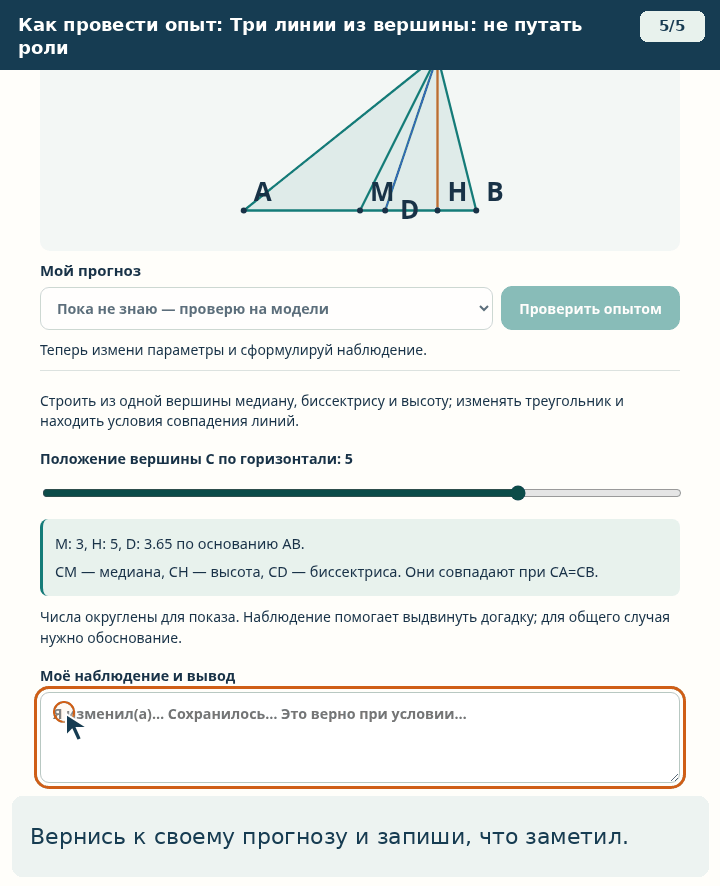 Как провести опыт: Три линии из вершины: не путать
роли
5/5
A
M
D
H
B
Мой прогноз
Пока не знаю — проверю на модели
Проверить опытом
Теперь измени параметры и сформулируй наблюдение.
Строить из одной вершины медиану, биссектрису и высоту; изменять треугольник и
находить условия совпадения линий.
Положение вершины C по горизонтали: 5
M: 3, H: 5, D: 3.65 по основанию AB.
CM — медиана, CH — высота, CD — биссектриса. Они совпадают при CA=CB.
Числа округлены для показа. Наблюдение помогает выдвинуть догадку; для общего случая
нужно обоснование.
Моё наблюдение и вывод
Я изменил(а)… Сохранилось… Это верно при условии…
Вернись к своему прогнозу и запиши, что заметил.